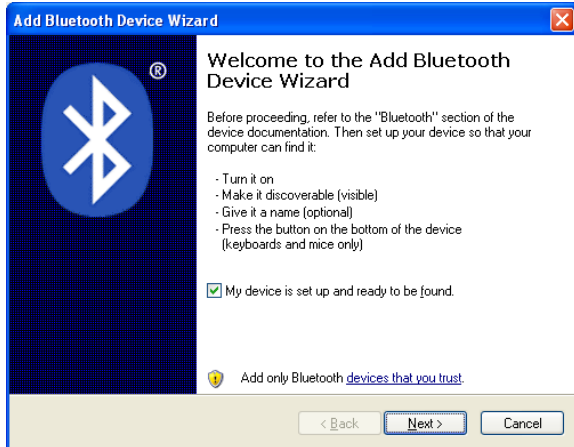 Add Bluetooth Device Wizard
®
Welcome to the Add Bluetooth
Device Wizard
Before proceeding, refer to the "Bluetooth" section of the
device documentation. Then set up your device so that your
computer can find it:
- Turn it on
- Make it discoverable (visible)
- Give it a name (optional)
- Press the button on the bottom of the device
(keyboards and mice only)
My device is set up and ready to be found.
Add only Bluetooth devices that you trust.
< Back
Next >
Cancel